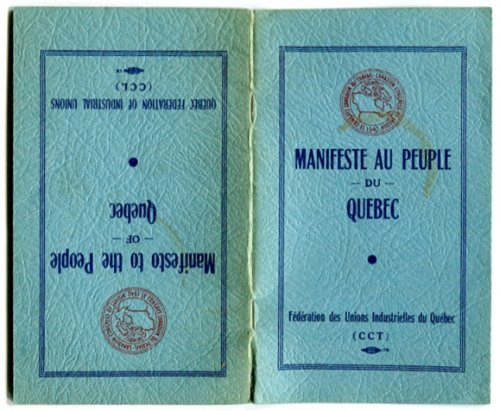 MANIFESTE AU PEUPLE
— DU —
QUEBEC
Fédération des Unions Industrielles du Québec
(CCT)
Manifesto to the People
— OF —
Quebec
QUEBEC FEDERATION OF INDUSTRIAL UNIONS
(CCL)